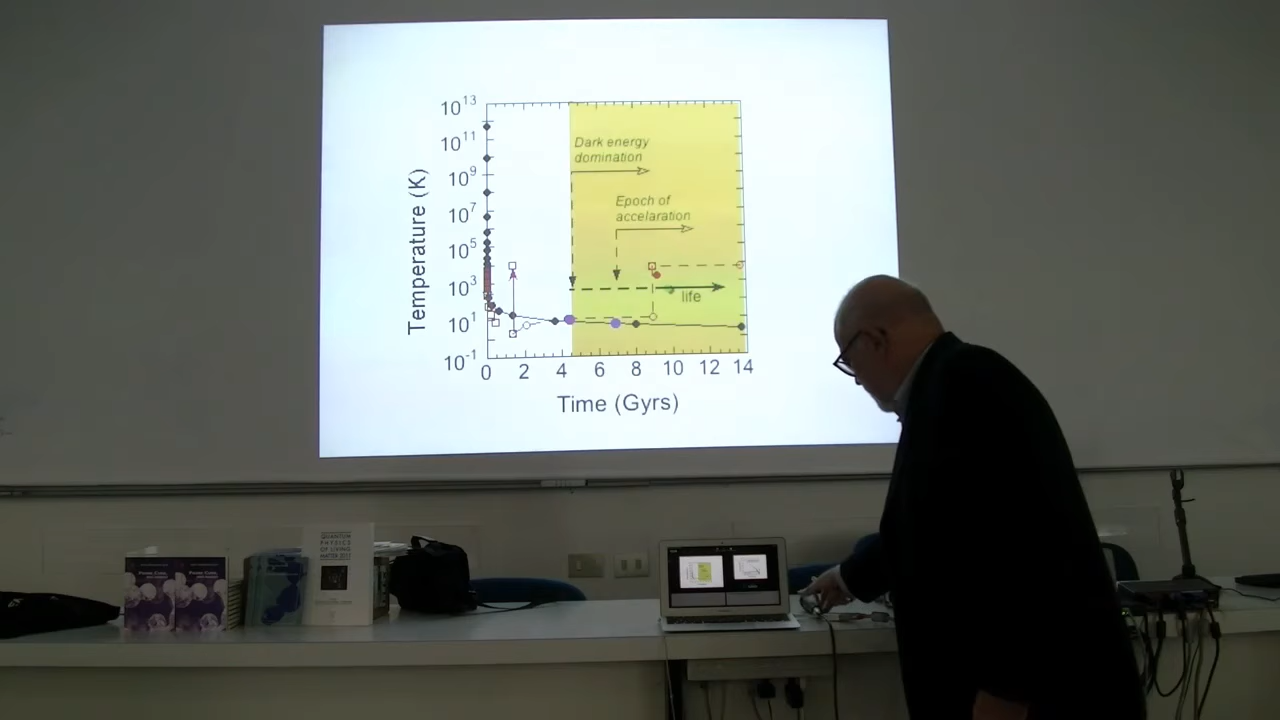 10^13
10^11
10^9
10^7
10^5
10^3
10^1
10^-1
Temperature (K)
Dark energy
domination
Epoch of
accelaration
life
0 2 4 6 8 10 12 14
Time (Gyrs)
QUANTUM
PHYSICS
OF LIVING
MATTER